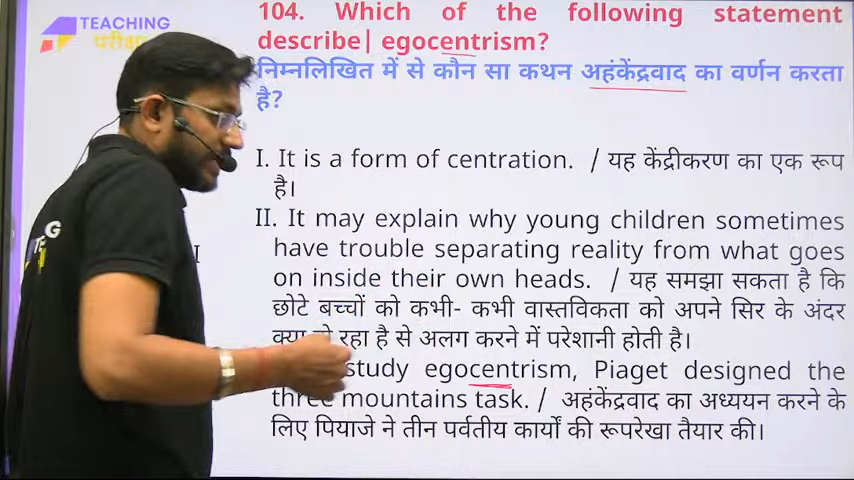 TEACHING
परीक्षा
104. Which of the following statement
describe| egocentrism?
निम्नलिखित में से कौन सा कथन अहंकेंद्रवाद का वर्णन करता
है?
I. It is a form of centration. / यह केंद्रीकरण का एक रूप
है।
II. It may explain why young children sometimes
have trouble separating reality from what goes
on inside their own heads. / यह समझा सकता है कि
छोटे बच्चों को कभी- कभी वास्तविकता को अपने सिर के अंदर
क्या हो रहा है से अलग करने में परेशानी होती है।
study egocentrism, Piaget designed the
three mountains task. / अहंकेंद्रवाद का अध्ययन करने के
लिए पियाजे ने तीन पर्वतीय कार्यों की रूपरेखा तैयार की।